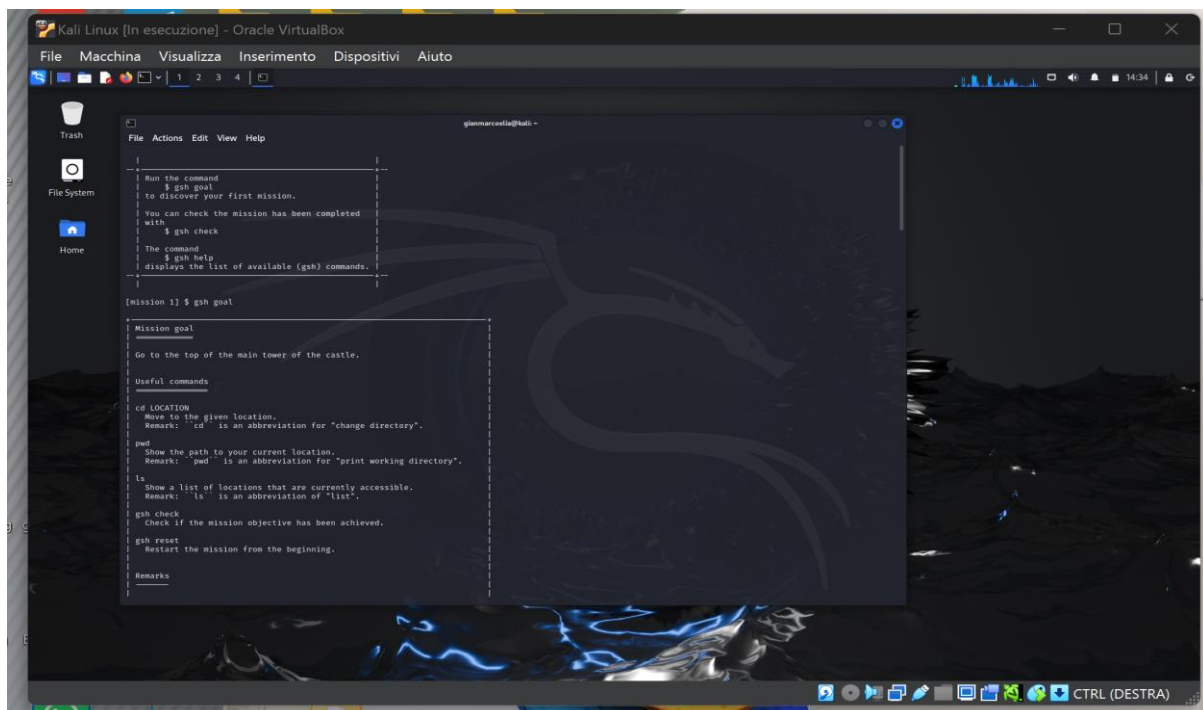 Kali Linux [In esecuzione] - Oracle VirtualBox
File Macchina Visualizza Inserimento Dispositivi Aiuto
1 2 3 4
14:34
Trash
File System
Home
gianmarcoelia@kali: ~
File Actions Edit View Help
Run the command
$ gsh goal
to discover your first mission.
You can check the mission has been completed
with
$ gsh check
The command
$ gsh help
displays the list of available (gsh) commands.
[mission 1] $ gsh goal
Mission goal
Go to the top of the main tower of the castle.
Useful commands
cd LOCATION
Move to the given location.
Remark: ``cd`` is an abbreviation for "change directory".
pwd
Show the path to your current location.
Remark: ``pwd`` is an abbreviation for "print working directory".
ls
Show a list of locations that are currently accessible.
Remark: ``ls`` is an abbreviation of "list".
gsh check
Check if the mission objective has been achieved.
gsh reset
Restart the mission from the beginning.
Remarks
CTRL (DESTRA)